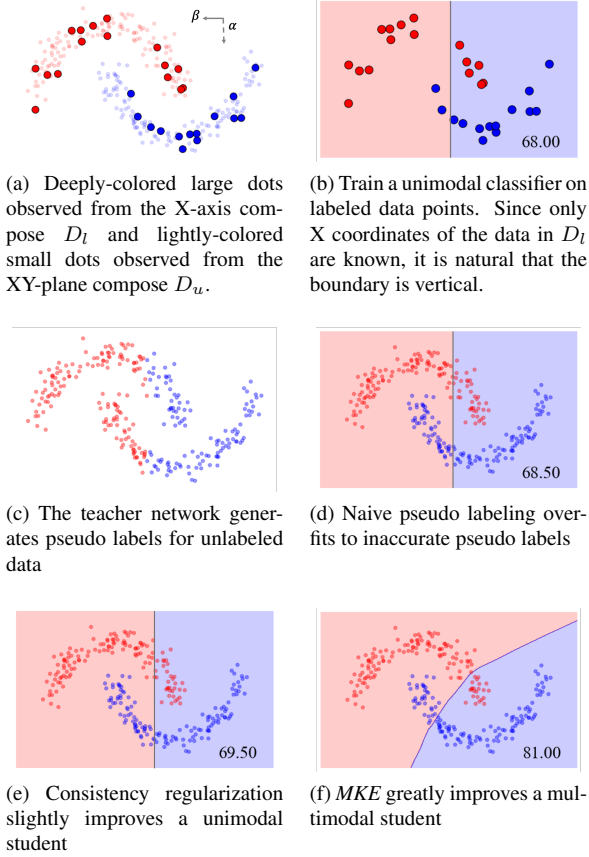 β
α
68.00
(a) Deeply-colored large dots
observed from the X-axis com-
pose D_l and lightly-colored
small dots observed from the
XY-plane compose D_u.
(b) Train a unimodal classifier on
labeled data points. Since only
X coordinates of the data in D_l
are known, it is natural that the
boundary is vertical.
68.50
(c) The teacher network gener-
ates pseudo labels for unlabeled
data
(d) Naive pseudo labeling over-
fits to inaccurate pseudo labels
69.50
81.00
(e) Consistency regularization
slightly improves a unimodal
student
(f) MKE greatly improves a mul-
timodal student